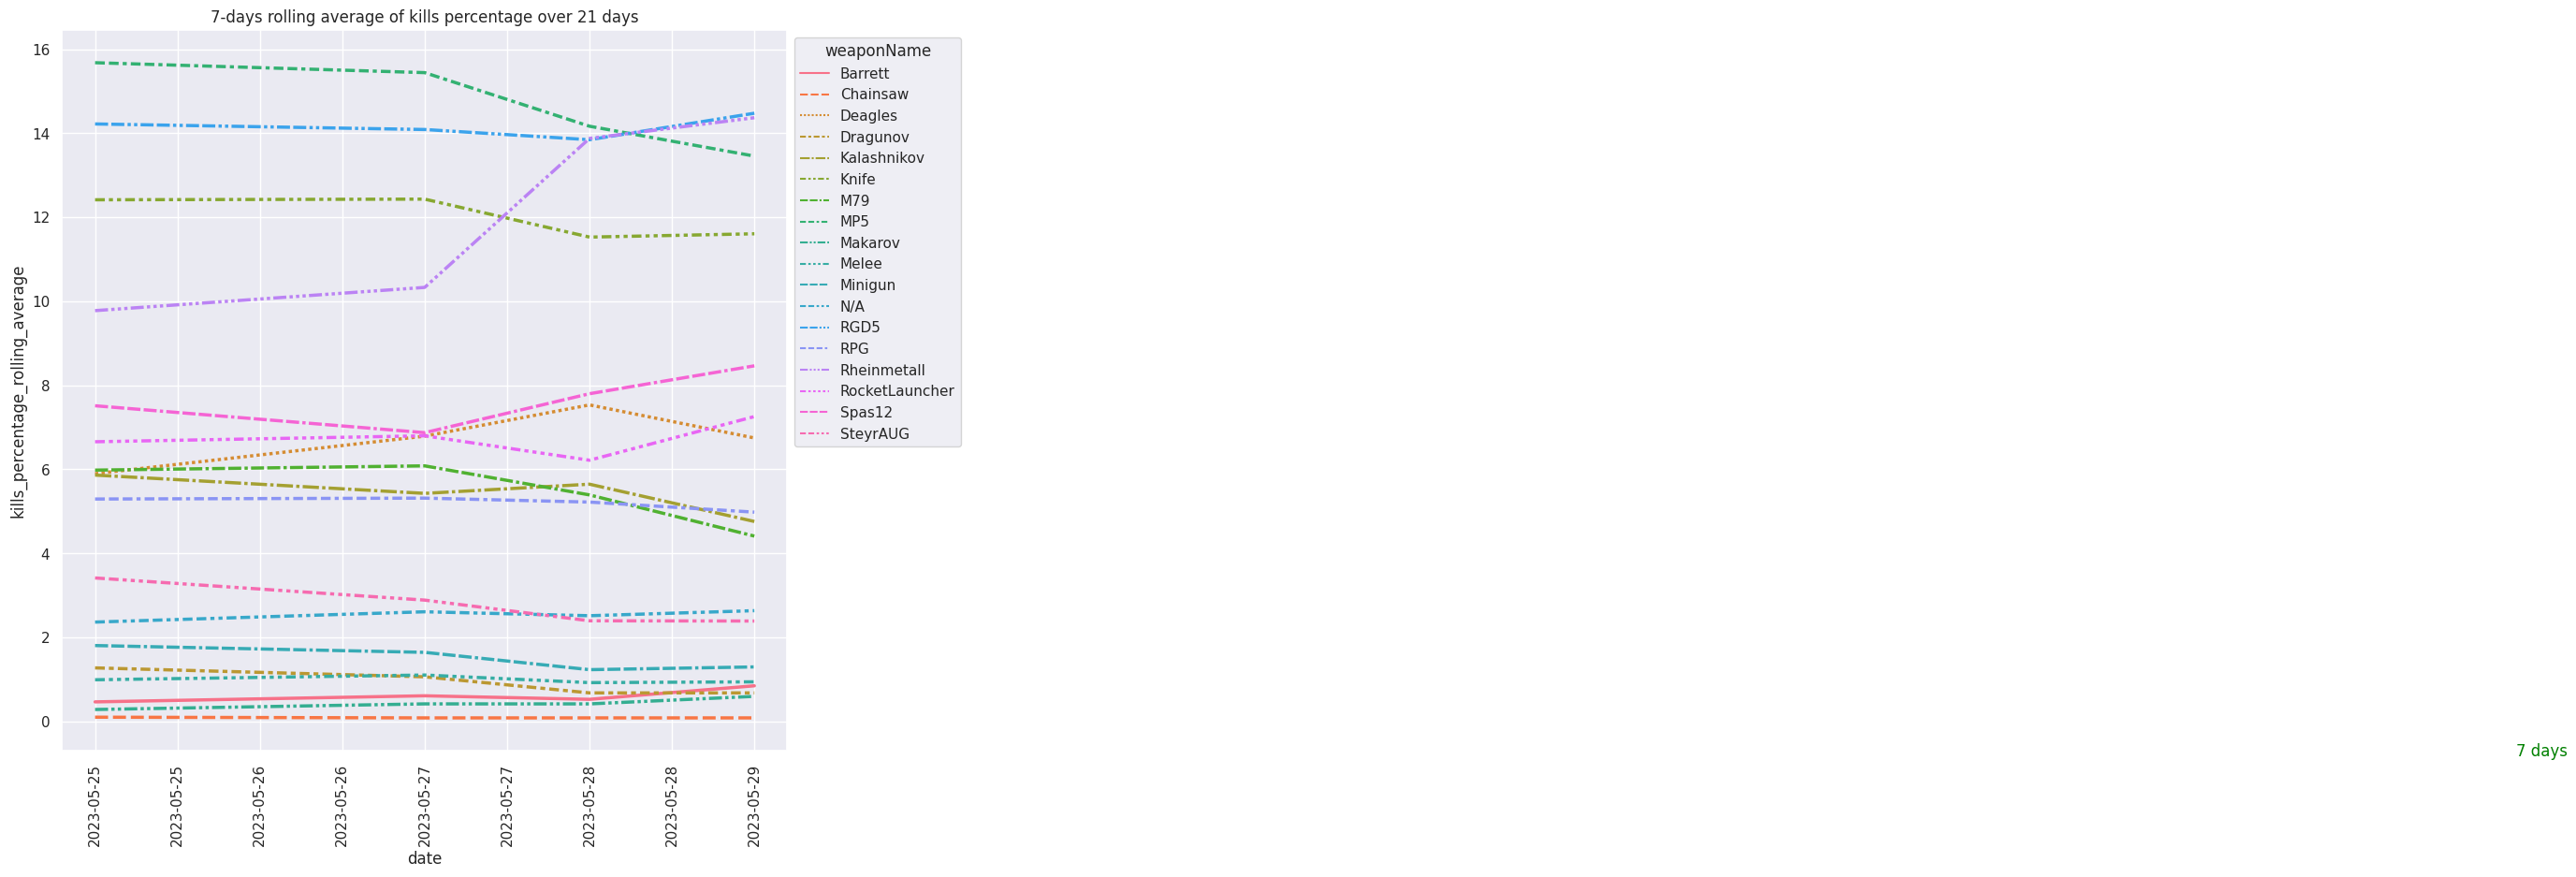 7-days rolling average of kills percentage over 21 days
kills_percentage_rolling_average
16
14
12
10
8
6
4
2
0
2023-05-25
2023-05-25
2023-05-26
2023-05-26
2023-05-27
2023-05-27
2023-05-28
2023-05-28
2023-05-29
date
weaponName
Barrett
Chainsaw
Deagles
Dragunov
Kalashnikov
Knife
M79
MP5
Makarov
Melee
Minigun
N/A
RGD5
RPG
Rheinmetall
RocketLauncher
Spas12
SteyrAUG
7 days